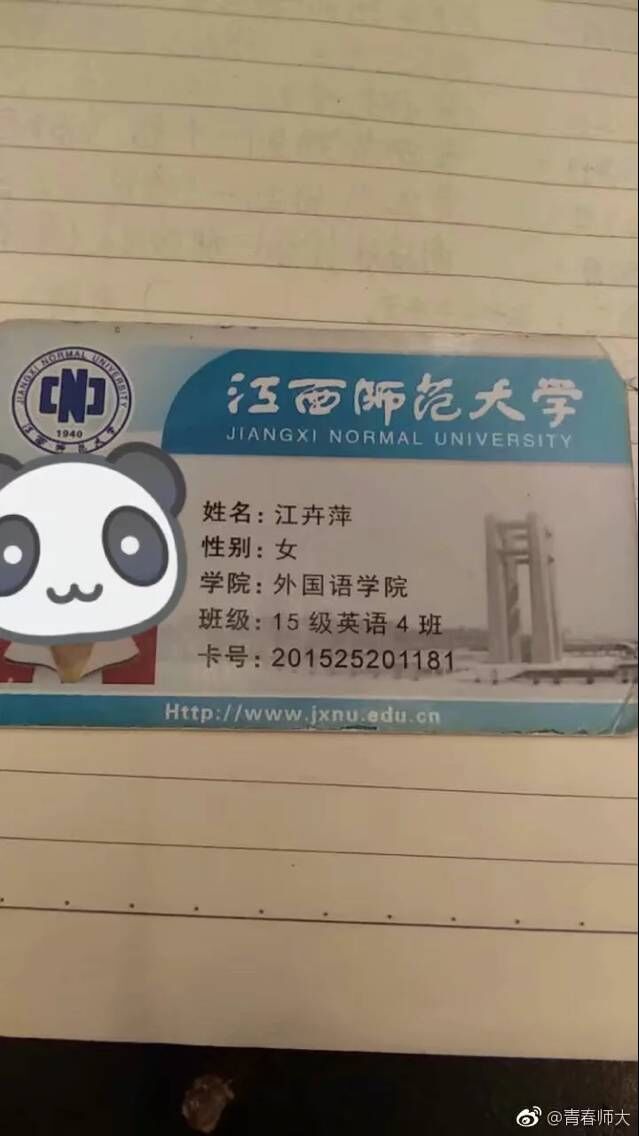 JIANGXI NORMAL UNIVERSITY
1940
江西师范大学
江西师范大学
JIANGXI NORMAL UNIVERSITY
姓名：江卉萍
性别：女
学院：外国语学院
班级：15 级英语 4 班
卡号：201525201181
Http://www.jxnu.edu.cn
@青春师大